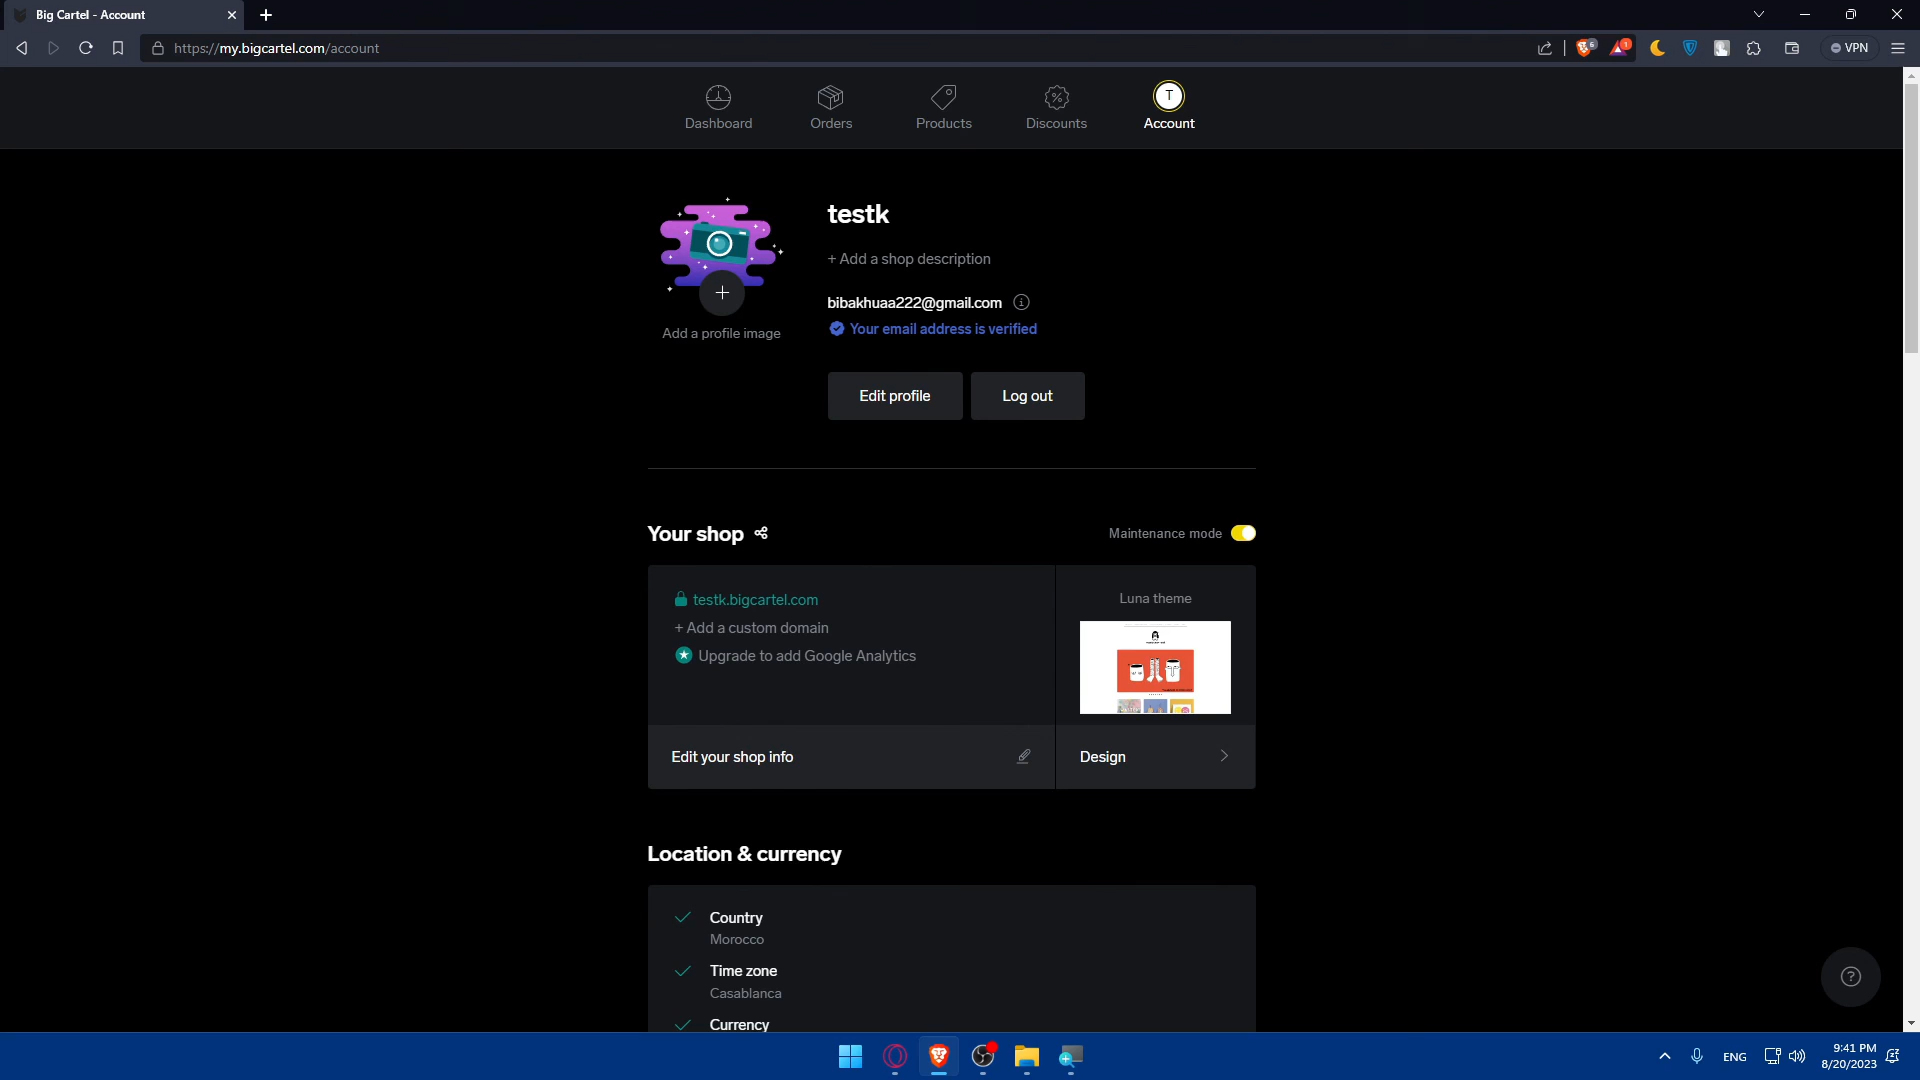 Big Cartel - Account
https://my.bigcartel.com/account
6
1
VPN
Dashboard
Orders
Products
Discounts
T
Account
testk
+ Add a shop description
bibakhuaa222@gmail.com
Your email address is verified
Add a profile image
Edit profile
Log out
Your shop
Maintenance mode
testk.bigcartel.com
+ Add a custom domain
Upgrade to add Google Analytics
Luna theme
Edit your shop info
Design
Location & currency
Country
Morocco
Time zone
Casablanca
Currency
ENG
9:41 PM
8/20/2023